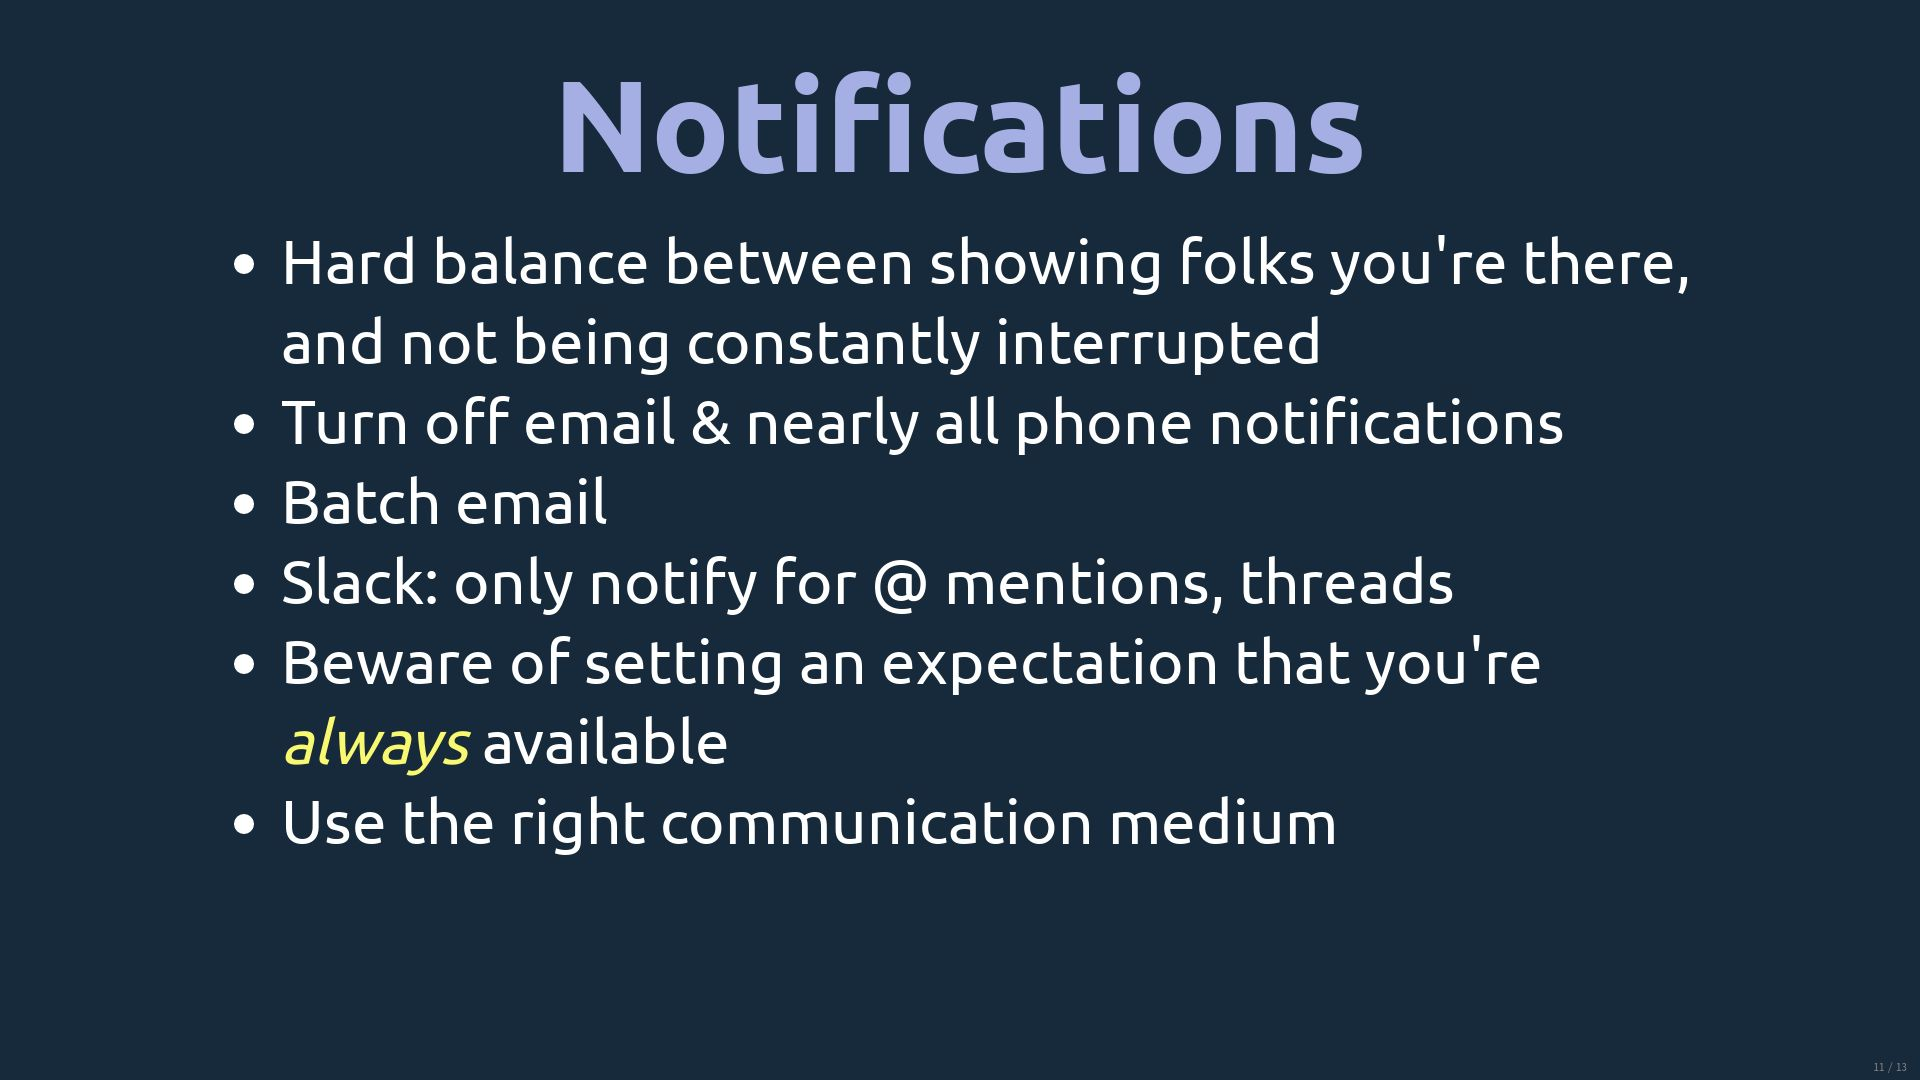 Notifications
• Hard balance between showing folks you're there,
and not being constantly interrupted
• Turn off email & nearly all phone notifications
• Batch email
• Slack: only notify for @ mentions, threads
• Beware of setting an expectation that you're
always available
• Use the right communication medium
11 / 13